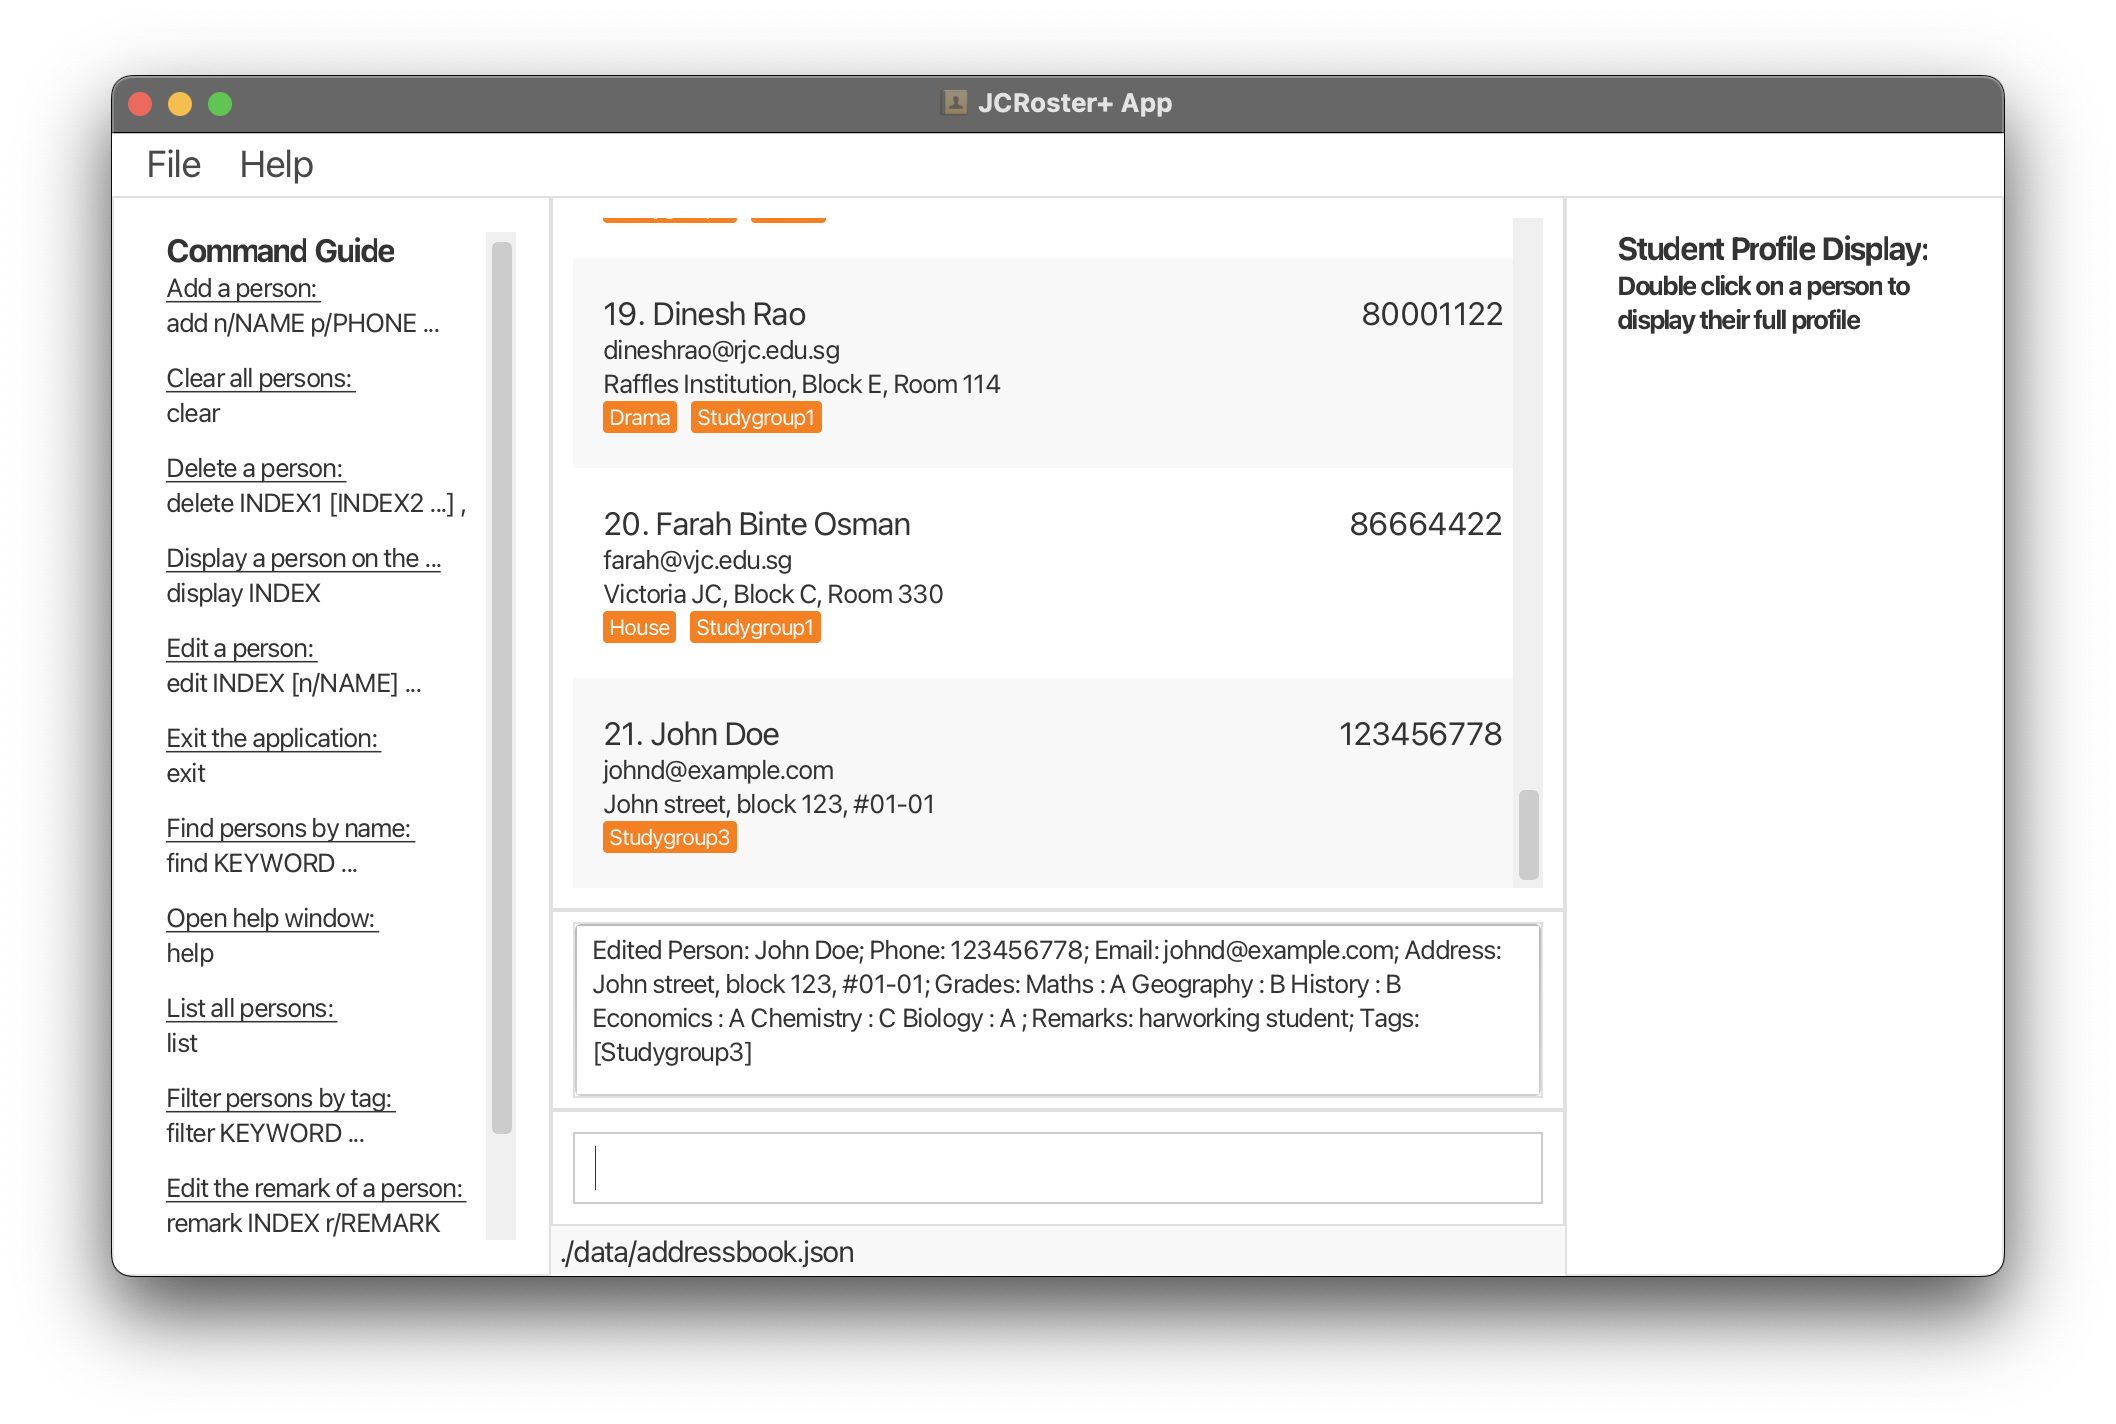 JCRoster+ App
File Help
Command Guide
Add a person:
add n/NAME p/PHONE ...
Clear all persons:
clear
Delete a person:
delete INDEX1 [INDEX2 ...] ,
Display a person on the ...
display INDEX
Edit a person:
edit INDEX [n/NAME] ...
Exit the application:
exit
Find persons by name:
find KEYWORD ...
Open help window:
help
List all persons:
list
Filter persons by tag:
filter KEYWORD ...
Edit the remark of a person:
remark INDEX r/REMARK
19. Dinesh Rao 80001122
dineshrao@rjc.edu.sg
Raffles Institution, Block E, Room 114
Drama Studygroup1
20. Farah Binte Osman 86664422
farah@vjc.edu.sg
Victoria JC, Block C, Room 330
House Studygroup1
21. John Doe 123456778
johnd@example.com
John street, block 123, #01-01
Studygroup3
Edited Person: John Doe; Phone: 123456778; Email: johnd@example.com; Address:
John street, block 123, #01-01; Grades: Maths : A Geography : B History : B
Economics : A Chemistry : C Biology : A ; Remarks: harworking student; Tags:
[Studygroup3]
./data/addressbook.json
Student Profile Display:
Double click on a person to
display their full profile